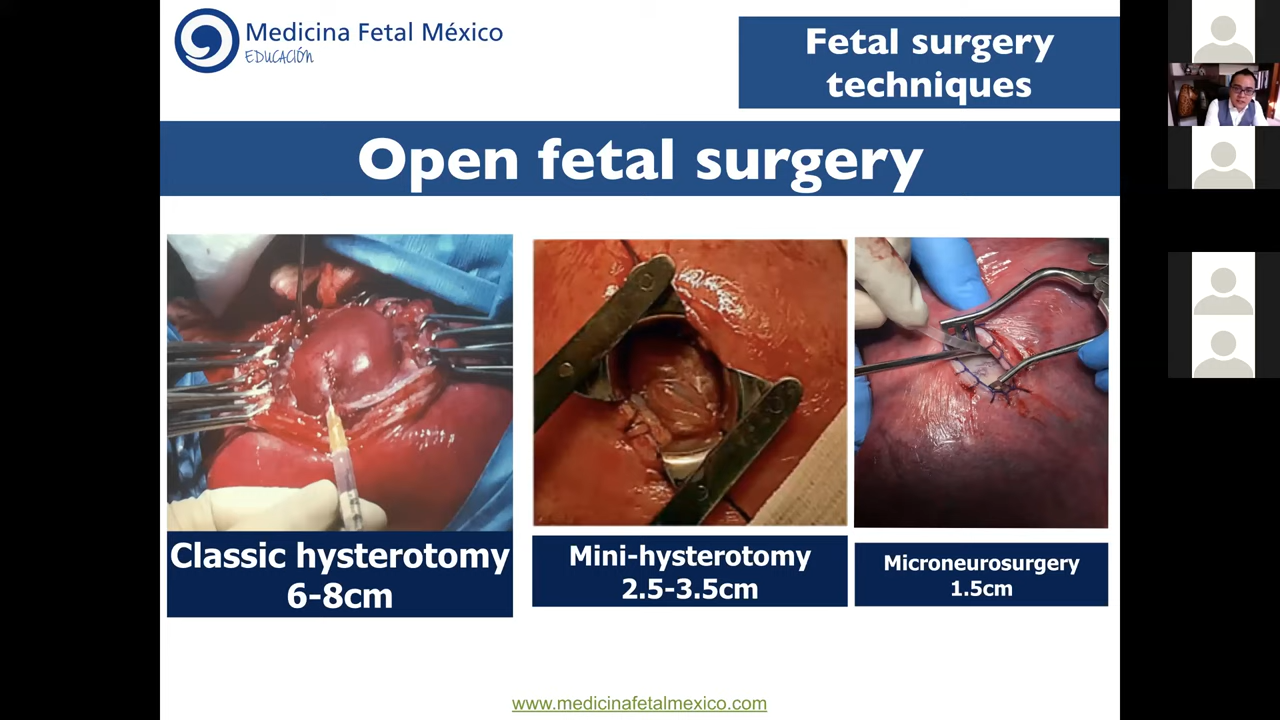 Medicina Fetal México
EDUCACIÓN
Fetal surgery
techniques
Open fetal surgery
Classic hysterotomy
6-8cm
Mini-hysterotomy
2.5-3.5cm
Microneurosurgery
1.5cm
www.medicinafetalmexico.com